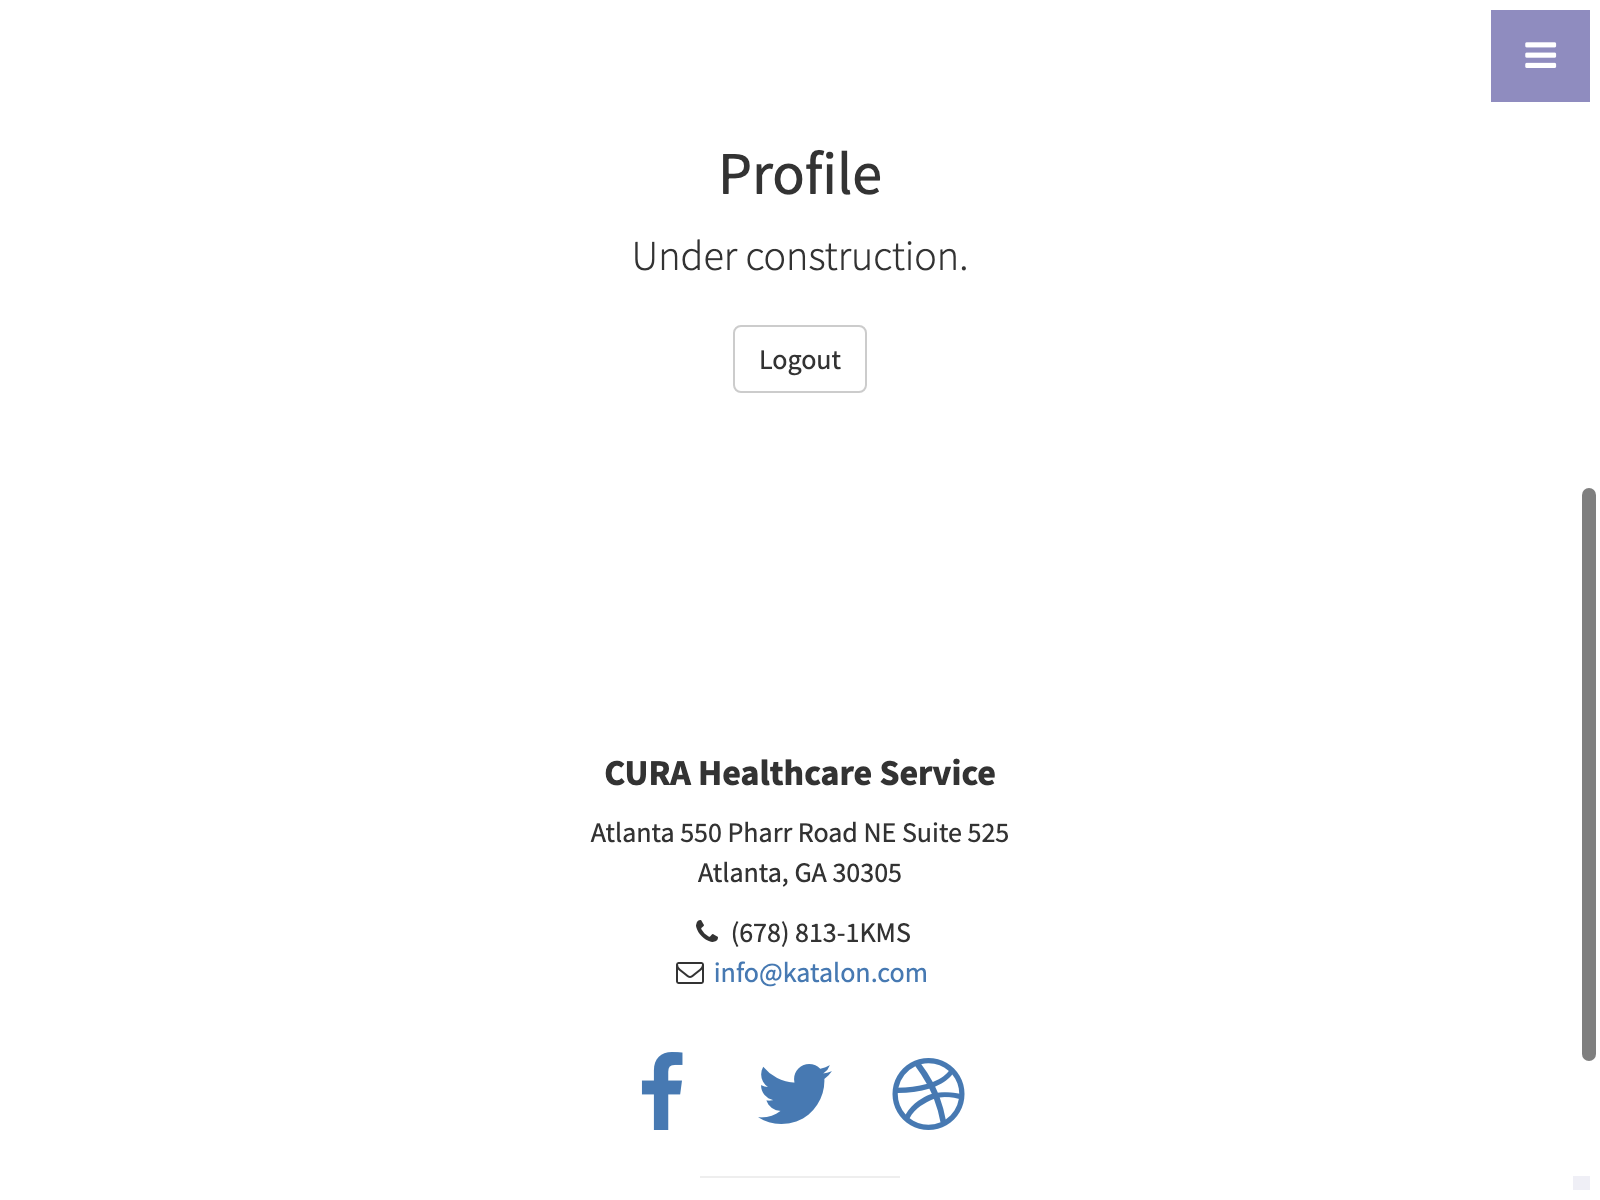 Profile
Under construction.
Logout
CURA Healthcare Service
Atlanta 550 Pharr Road NE Suite 525
Atlanta, GA 30305
(678) 813-1KMS
info@katalon.com